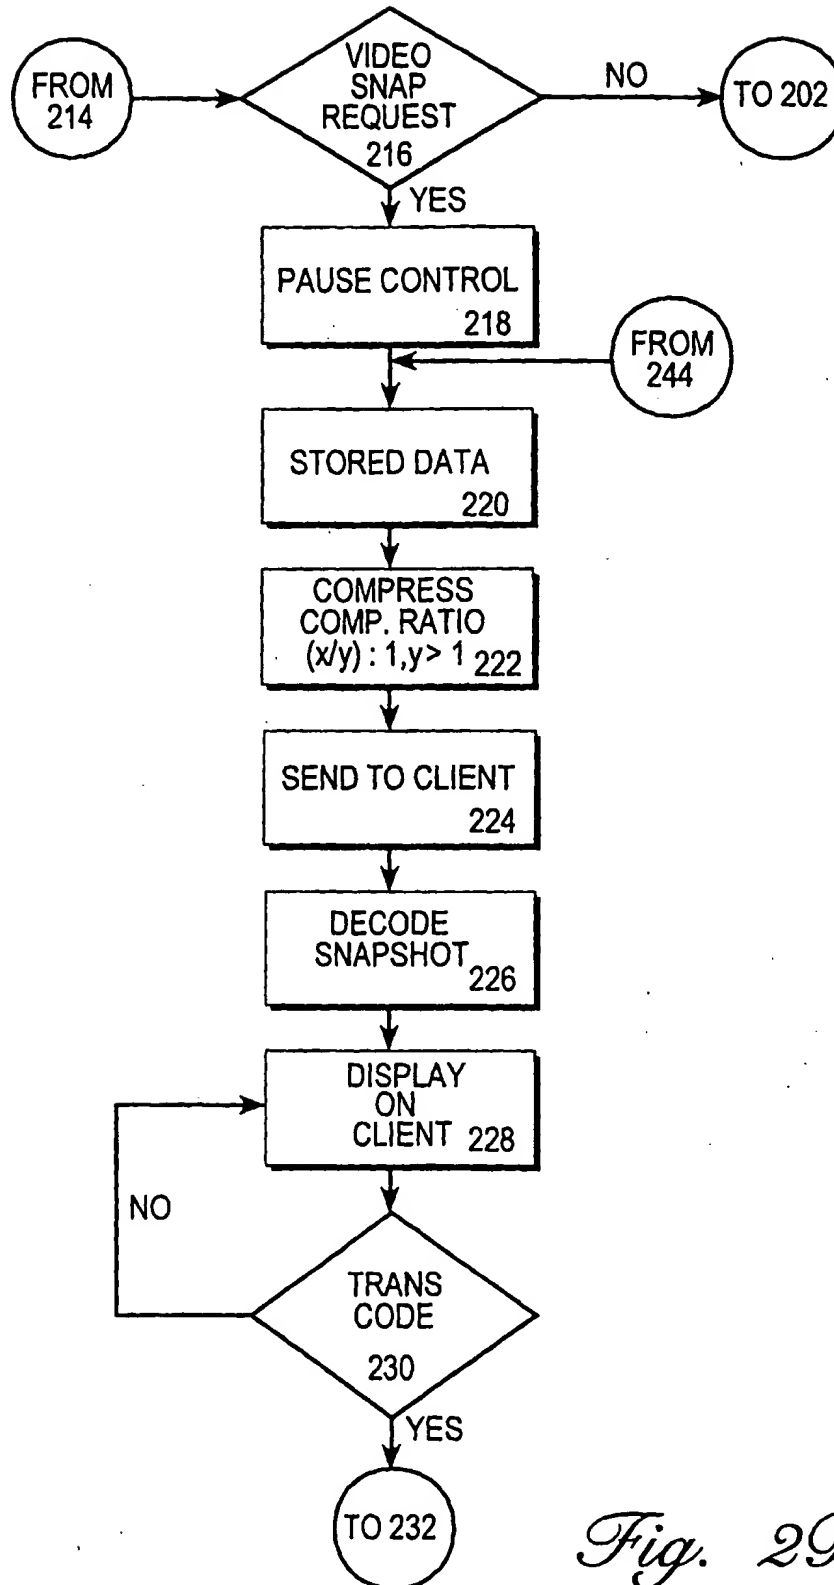 FROM
214
VIDEO
SNAP
REQUEST
216
NO
TO 202
YES
PAUSE CONTROL
218
FROM
244
STORED DATA
220
COMPRESS
COMP. RATIO
(x/y) : 1,y> 1
222
SEND TO CLIENT
224
DECODE
SNAPSHOT
226
DISPLAY
ON
CLIENT
228
NO
TRANS
CODE
230
YES
TO 232
Fig.